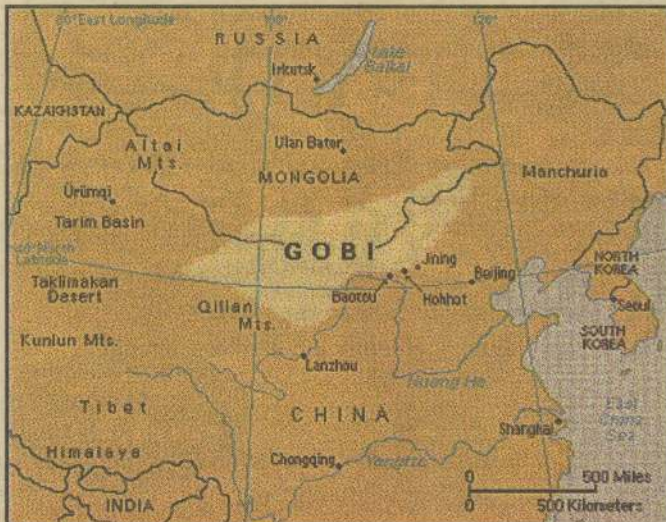 80° East Longitude
100°
120°
RUSSIA
Lake
Baikal
Irkutsk
KAZAKHSTAN
Altai
Mts.
Ulan Bator
MONGOLIA
Manchuria
Ürümqi
Tarim Basin
40° North
Latitude
GOBI
Jining
Beijing
NORTH
KOREA
Taklimakan
Desert
Baotou
Hohhot
Seoul
Qilian
Mts.
SOUTH
KOREA
Kunlun Mts.
Lanzhou
Huang He
Tibet
CHINA
East
China
Sea
Shanghai
Himalaya
Chongqing
Yangtze
INDIA
0
500 Miles
0
500 Kilometers